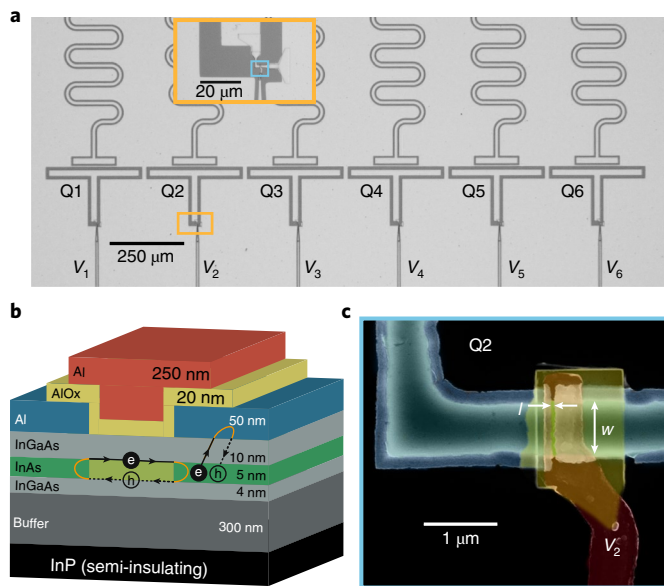 a
20 μm
Q1
Q2
Q3
Q4
Q5
Q6
250 μm
V1
V2
V3
V4
V5
V6
b
Al
250 nm
AlOx
20 nm
Al
50 nm
InGaAs
10 nm
e
InAs
h
e
h
5 nm
InGaAs
4 nm
Buffer
300 nm
InP (semi-insulating)
c
Q2
l
w
1 μm
V2